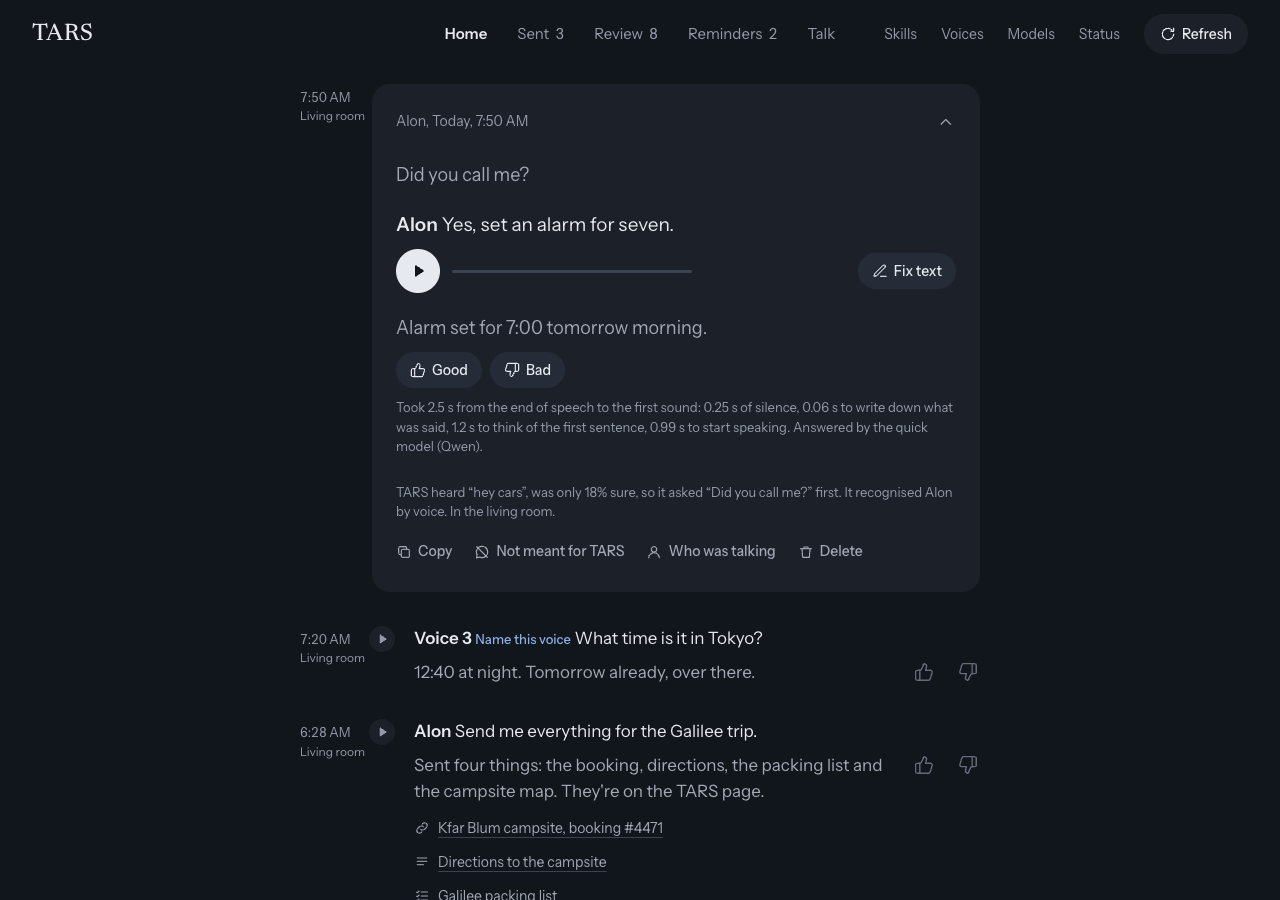 TARS
Home Sent 3 Review 8 Reminders 2 Talk Skills Voices Models Status Refresh
7:50 AM
Living room
Alon, Today, 7:50 AM
Did you call me?
Alon Yes, set an alarm for seven.
Fix text
Alarm set for 7:00 tomorrow morning.
Good Bad
Took 2.5 s from the end of speech to the first sound: 0.25 s of silence, 0.06 s to write down what
was said, 1.2 s to think of the first sentence, 0.99 s to start speaking. Answered by the quick
model (Qwen).
TARS heard “hey cars”, was only 18% sure, so it asked “Did you call me?” first. It recognised Alon
by voice. In the living room.
Copy Not meant for TARS Who was talking Delete
7:20 AM
Living room
Voice 3 Name this voice What time is it in Tokyo?
12:40 at night. Tomorrow already, over there.
6:28 AM
Living room
Alon Send me everything for the Galilee trip.
Sent four things: the booking, directions, the packing list and
the campsite map. They're on the TARS page.
Kfar Blum campsite, booking #4471
Directions to the campsite
Galilee packing list